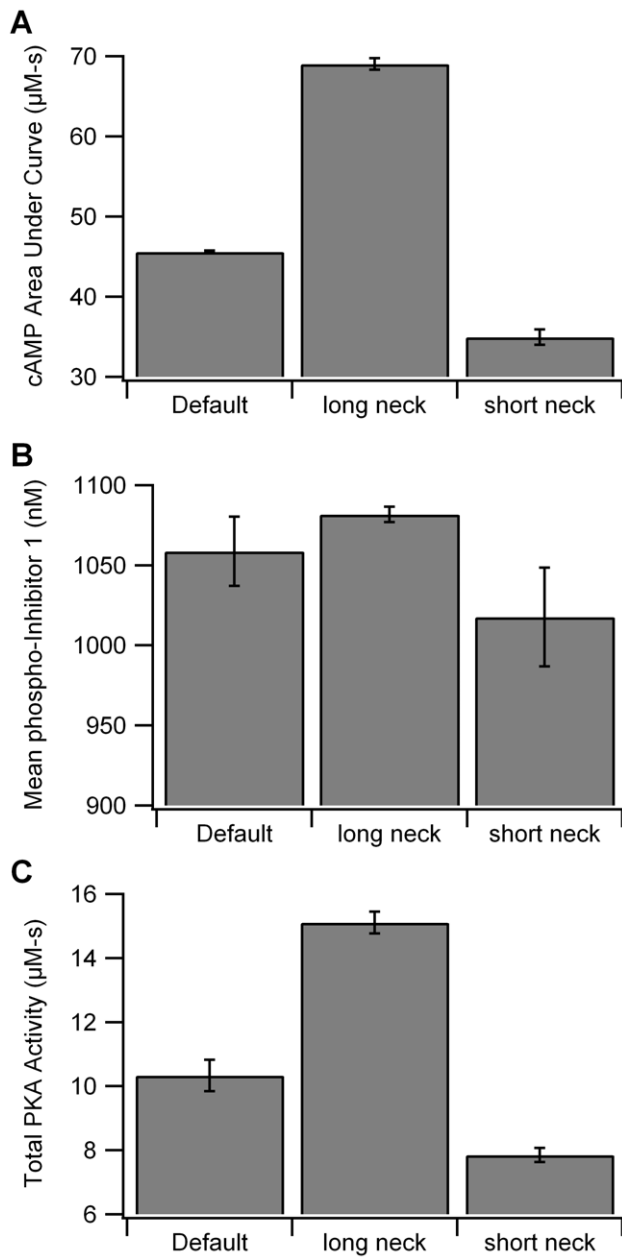 A
cAMP Area Under Curve (µM-s)
70
60
50
40
30
Default long neck short neck
B
Mean phospho-Inhibitor 1 (nM)
1100
1050
1000
950
900
Default long neck short neck
C
Total PKA Activity (µM-s)
16
14
12
10
8
6
Default long neck short neck